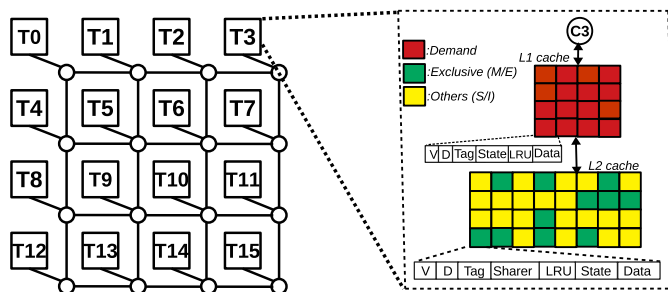 T0 T1 T2 T3
T4 T5 T6 T7
T8 T9 T10 T11
T12 T13 T14 T15
C3
L1 cache
:Demand
:Exclusive (M/E)
:Others (S/I)
V D Tag State LRU Data
L2 cache
V D Tag Sharer LRU State Data